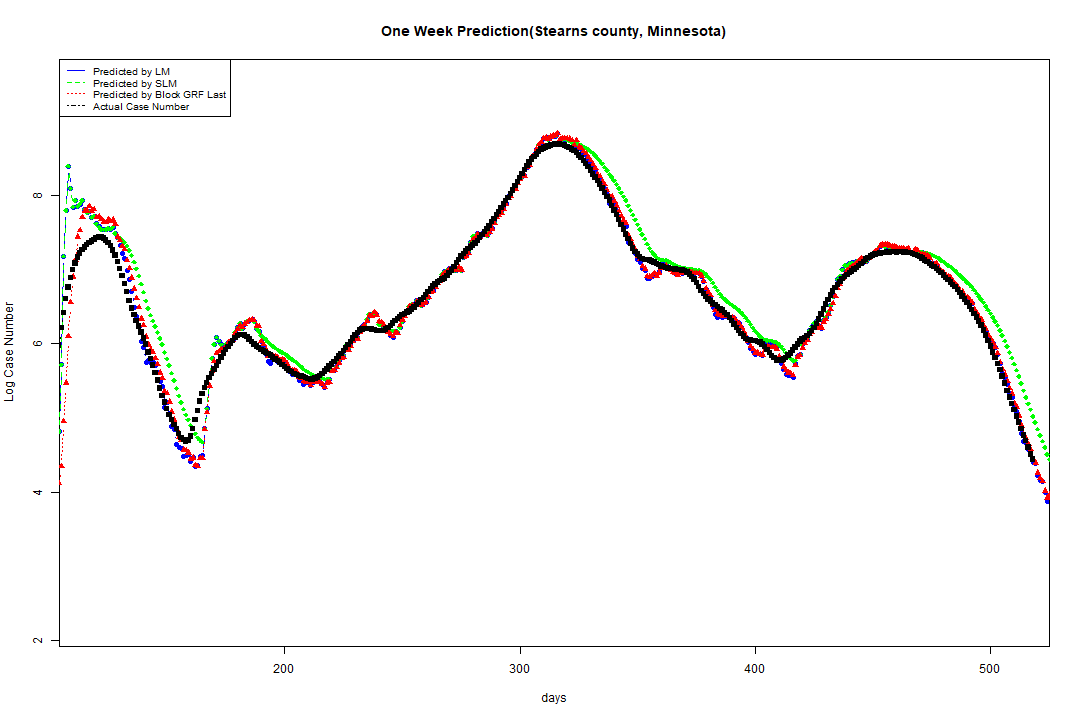 One Week Prediction(Stearns county, Minnesota)
Predicted by LM
Predicted by SLM
Predicted by Block GRF Last
Actual Case Number
Log Case Number
8
6
4
2
200
300
400
500
days